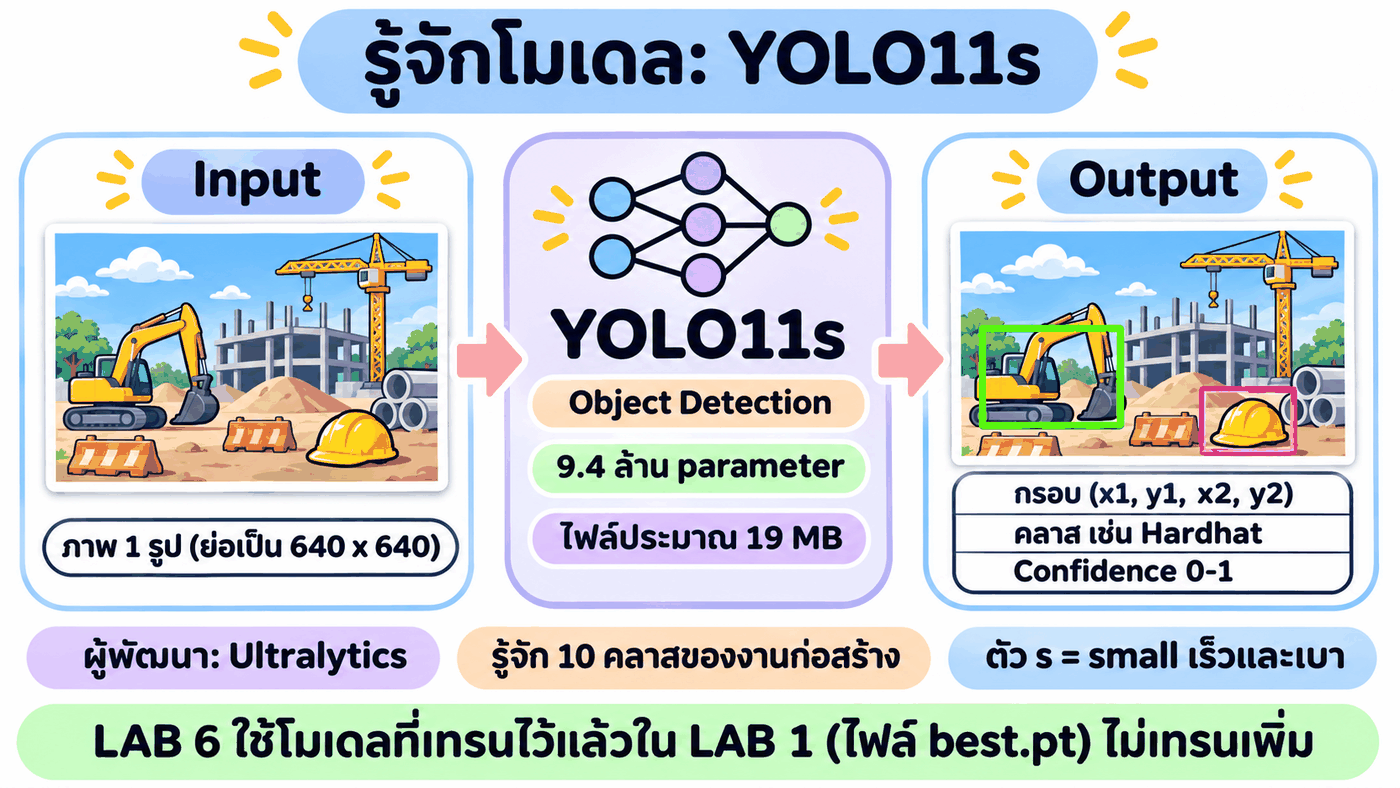 รู้จักโมเดล: YOLO11s
Input
ภาพ 1 รูป (ย่อเป็น 640 x 640)
YOLO11s
Object Detection
9.4 ล้าน parameter
ไฟล์ประมาณ 19 MB
Output
กรอบ (x1, y1, x2, y2)
คลาส เช่น Hardhat
Confidence 0-1
ผู้พัฒนา: Ultralytics
รู้จัก 10 คลาสของงานก่อสร้าง
ตัว s = small เร็วและเบา
LAB 6 ใช้โมเดลที่เทรนไว้แล้วใน LAB 1 (ไฟล์ best.pt) ไม่เทรนเพิ่ม